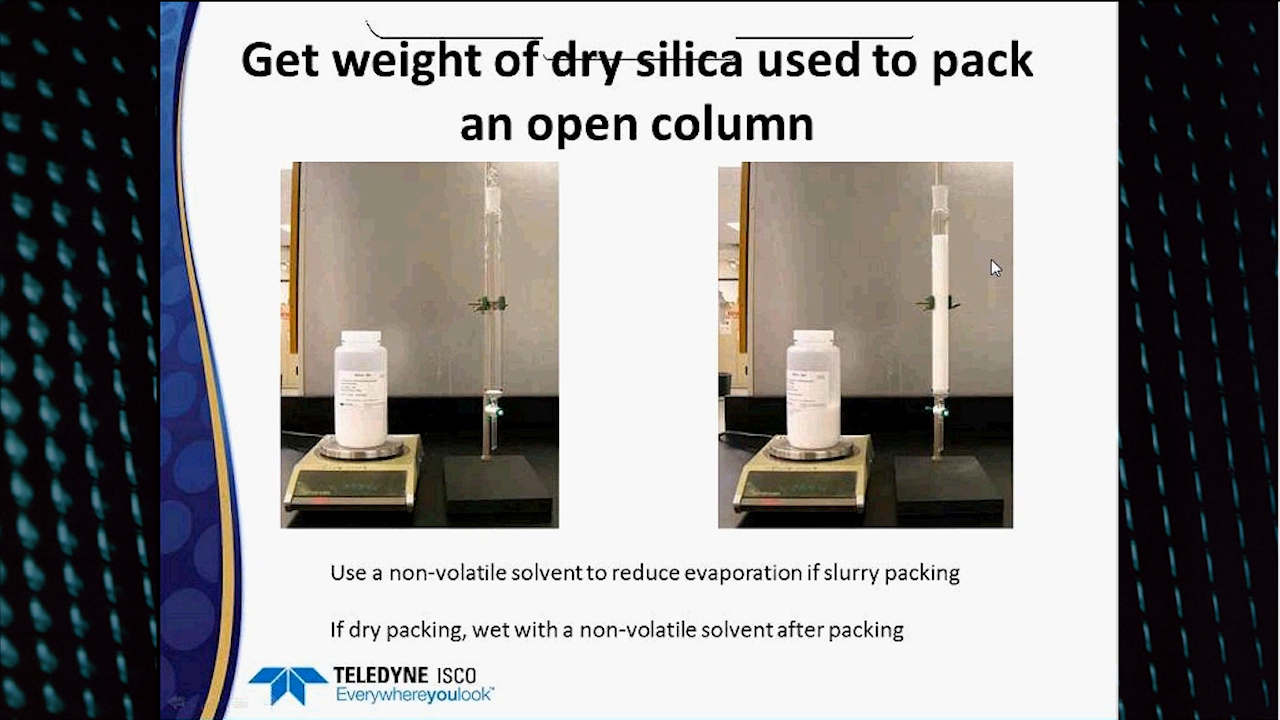 Get weight of dry silica used to pack
an open column
Use a non-volatile solvent to reduce evaporation if slurry packing
If dry packing, wet with a non-volatile solvent after packing
TELEDYNE ISCO
Everywhereyoulook™